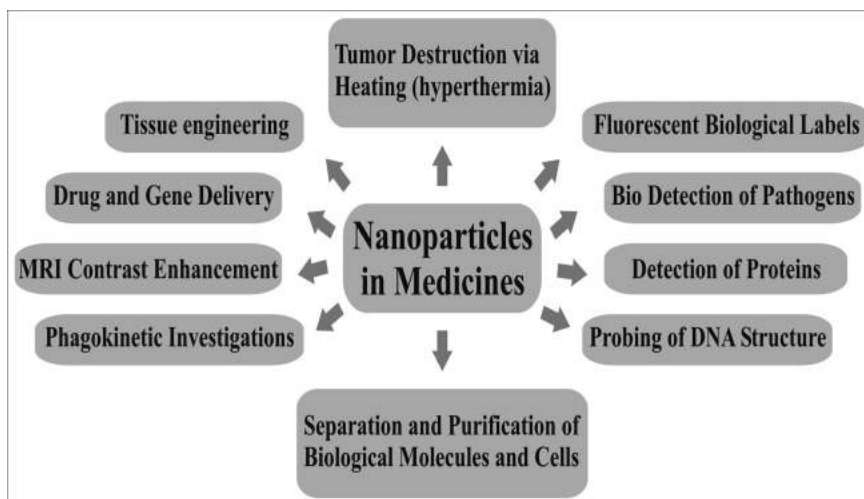 Tumor Destruction via
Heating (hyperthermia)
Tissue engineering
Fluorescent Biological Labels
Drug and Gene Delivery
Bio Detection of Pathogens
Nanoparticles
in Medicines
MRI Contrast Enhancement
Detection of Proteins
Phagokinetic Investigations
Probing of DNA Structure
Separation and Purification of
Biological Molecules and Cells